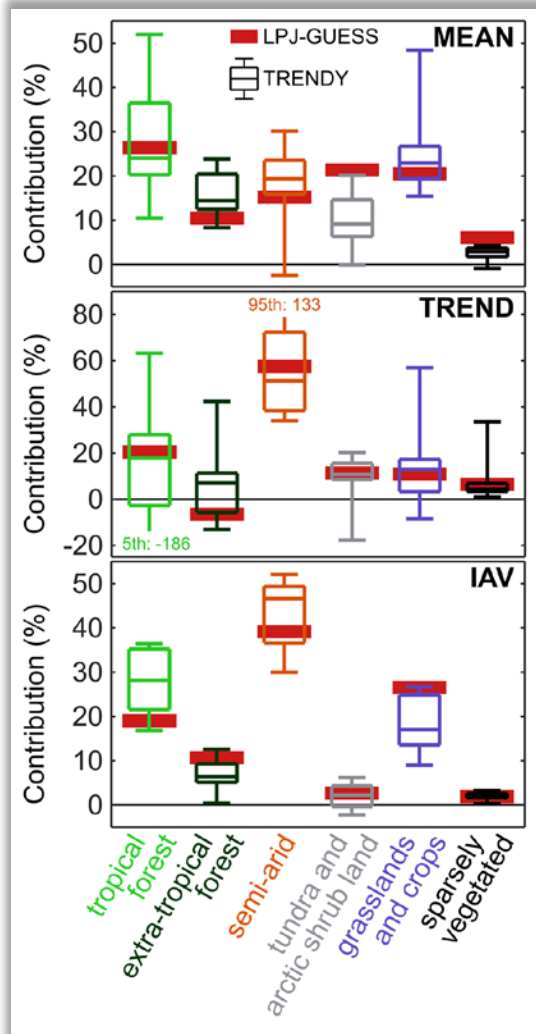 MEAN
LPJ-GUESS
TRENDY
Contribution (%)
50
40
30
20
10
0
TREND
95th: 133
Contribution (%)
80
60
40
20
0
-20
5th: -186
IAV
Contribution (%)
50
40
30
20
10
0
tropical
forest
extra-tropical
forest
semi-arid
tundra and
arctic shrub land
grasslands
and crops
sparsely
vegetated